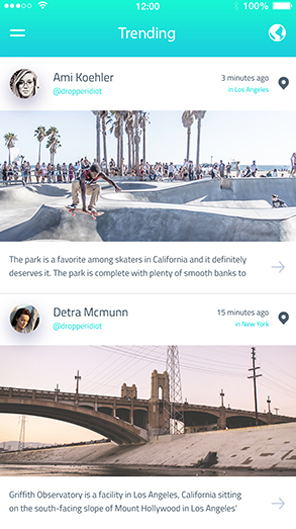 12:00
100%
Trending
Ami Koehler
3 minutes ago
@dropperidiot
in Los Angeles
The park is a favorite among skaters in California and it definitely
deserves it. The park is complete with plenty of smooth banks to
Detra Mcmunn
15 minutes ago
@dropperidiot
in New York
Griffith Observatory is a facility in Los Angeles, California sitting
on the south-facing slope of Mount Hollywood in Los Angeles'